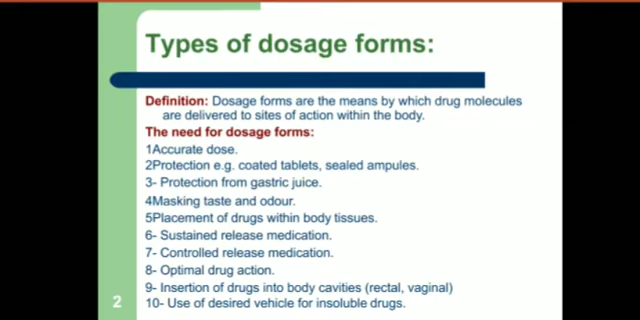 Types of dosage forms:
Definition: Dosage forms are the means by which drug molecules
are delivered to sites of action within the body.
The need for dosage forms:
1Accurate dose.
2Protection e.g. coated tablets, sealed ampules.
3- Protection from gastric juice.
4Masking taste and odour.
5Placement of drugs within body tissues.
6- Sustained release medication.
7- Controlled release medication.
8- Optimal drug action.
9- Insertion of drugs into body cavities (rectal, vaginal)
10- Use of desired vehicle for insoluble drugs.
2